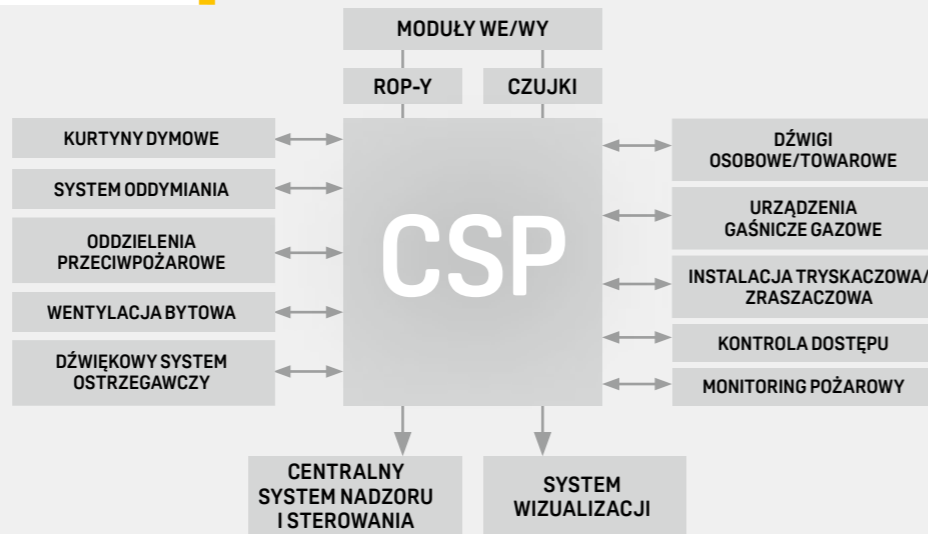 MODUŁY WE/WY
ROP-Y
CZUJKI
KURTYNY DYMOWE
SYSTEM ODDYMIANIA
ODDZIELENIA
PRZECIWPOŻAROWE
WENTYLACJA BYTOWA
DŹWIĘKOWY SYSTEM
OSTRZEGAWCZY
CSP
DŹWIGI
OSOBOWE/TOWAROWE
URZĄDZENIA
GAŚNICZE GAZOWE
INSTALACJA TRYSKACZOWA/
ZRASZACZOWA
KONTROLA DOSTĘPU
MONITORING POŻAROWY
CENTRALNY
SYSTEM NADZORU
I STEROWANIA
SYSTEM
WIZUALIZACJI